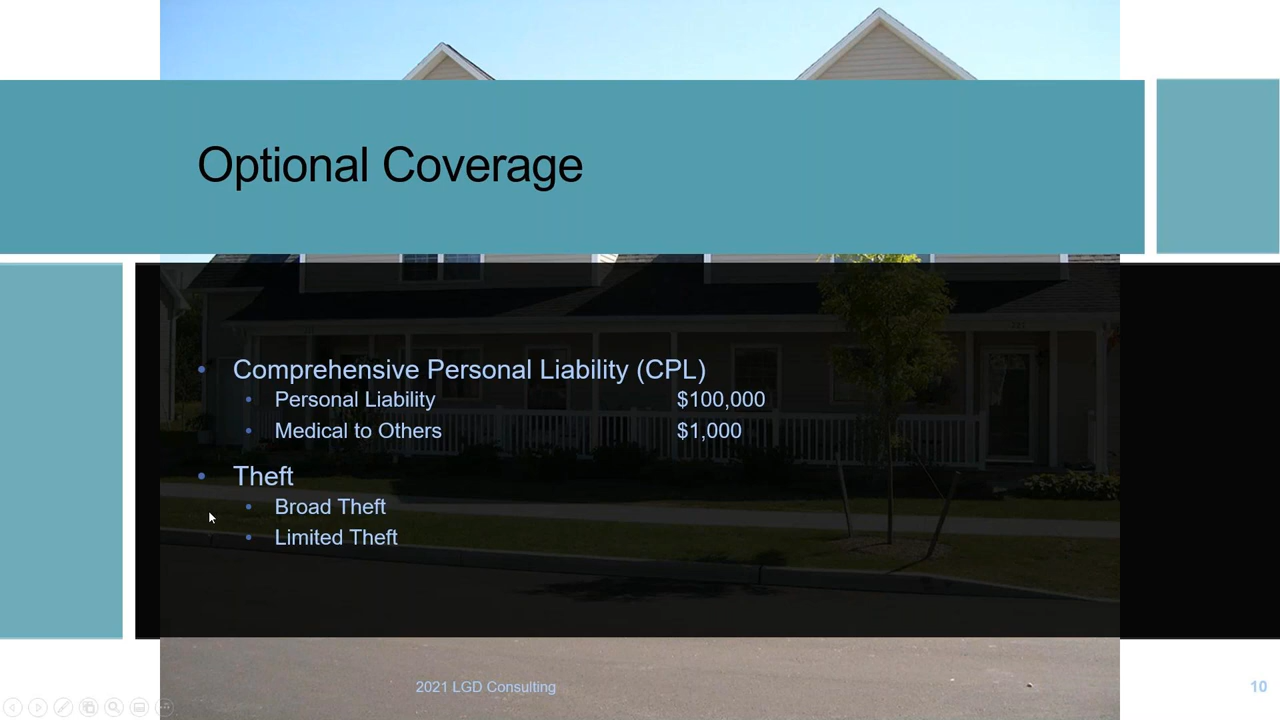 Optional Coverage
• Comprehensive Personal Liability (CPL)
• Personal Liability $100,000
• Medical to Others $1,000
• Theft
• Broad Theft
• Limited Theft
2021 LGD Consulting
10